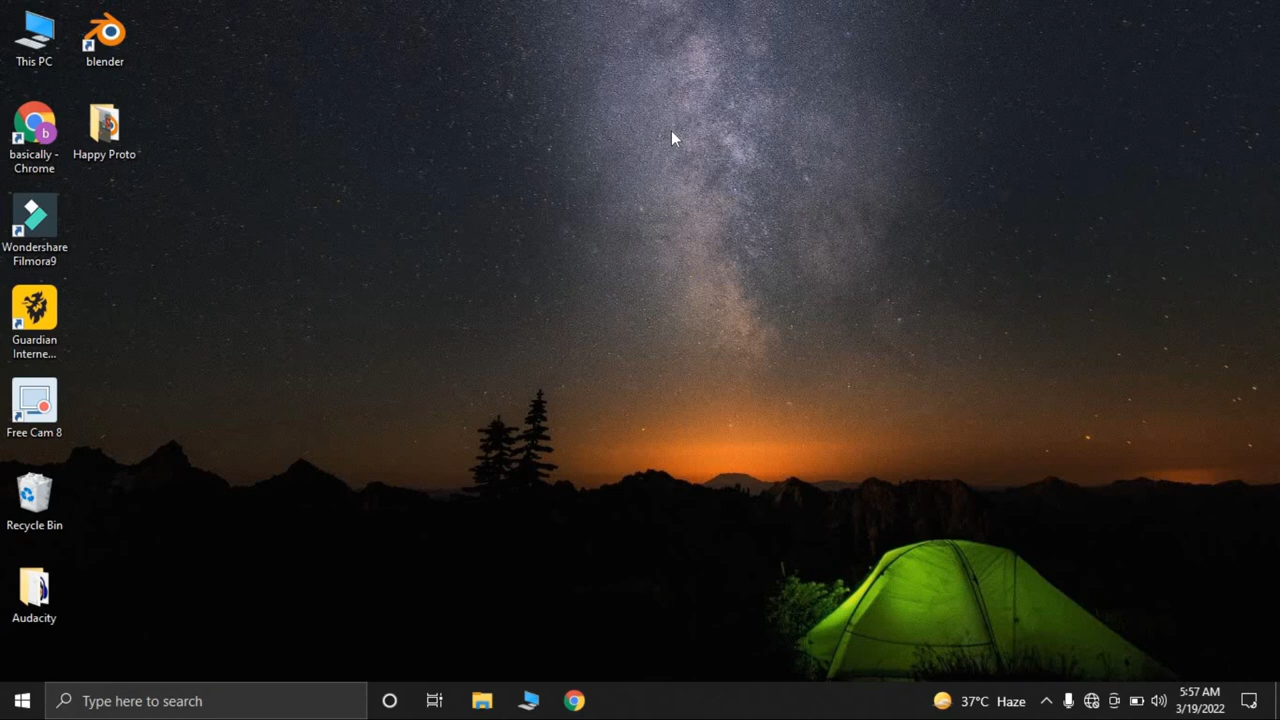 This PC
blender
basically -
Chrome
b
Happy Proto
Wondershare
Filmora9
Guardian
Interne...
Free Cam 8
Recycle Bin
Audacity
Type here to search
37°C Haze
5:57 AM
3/19/2022